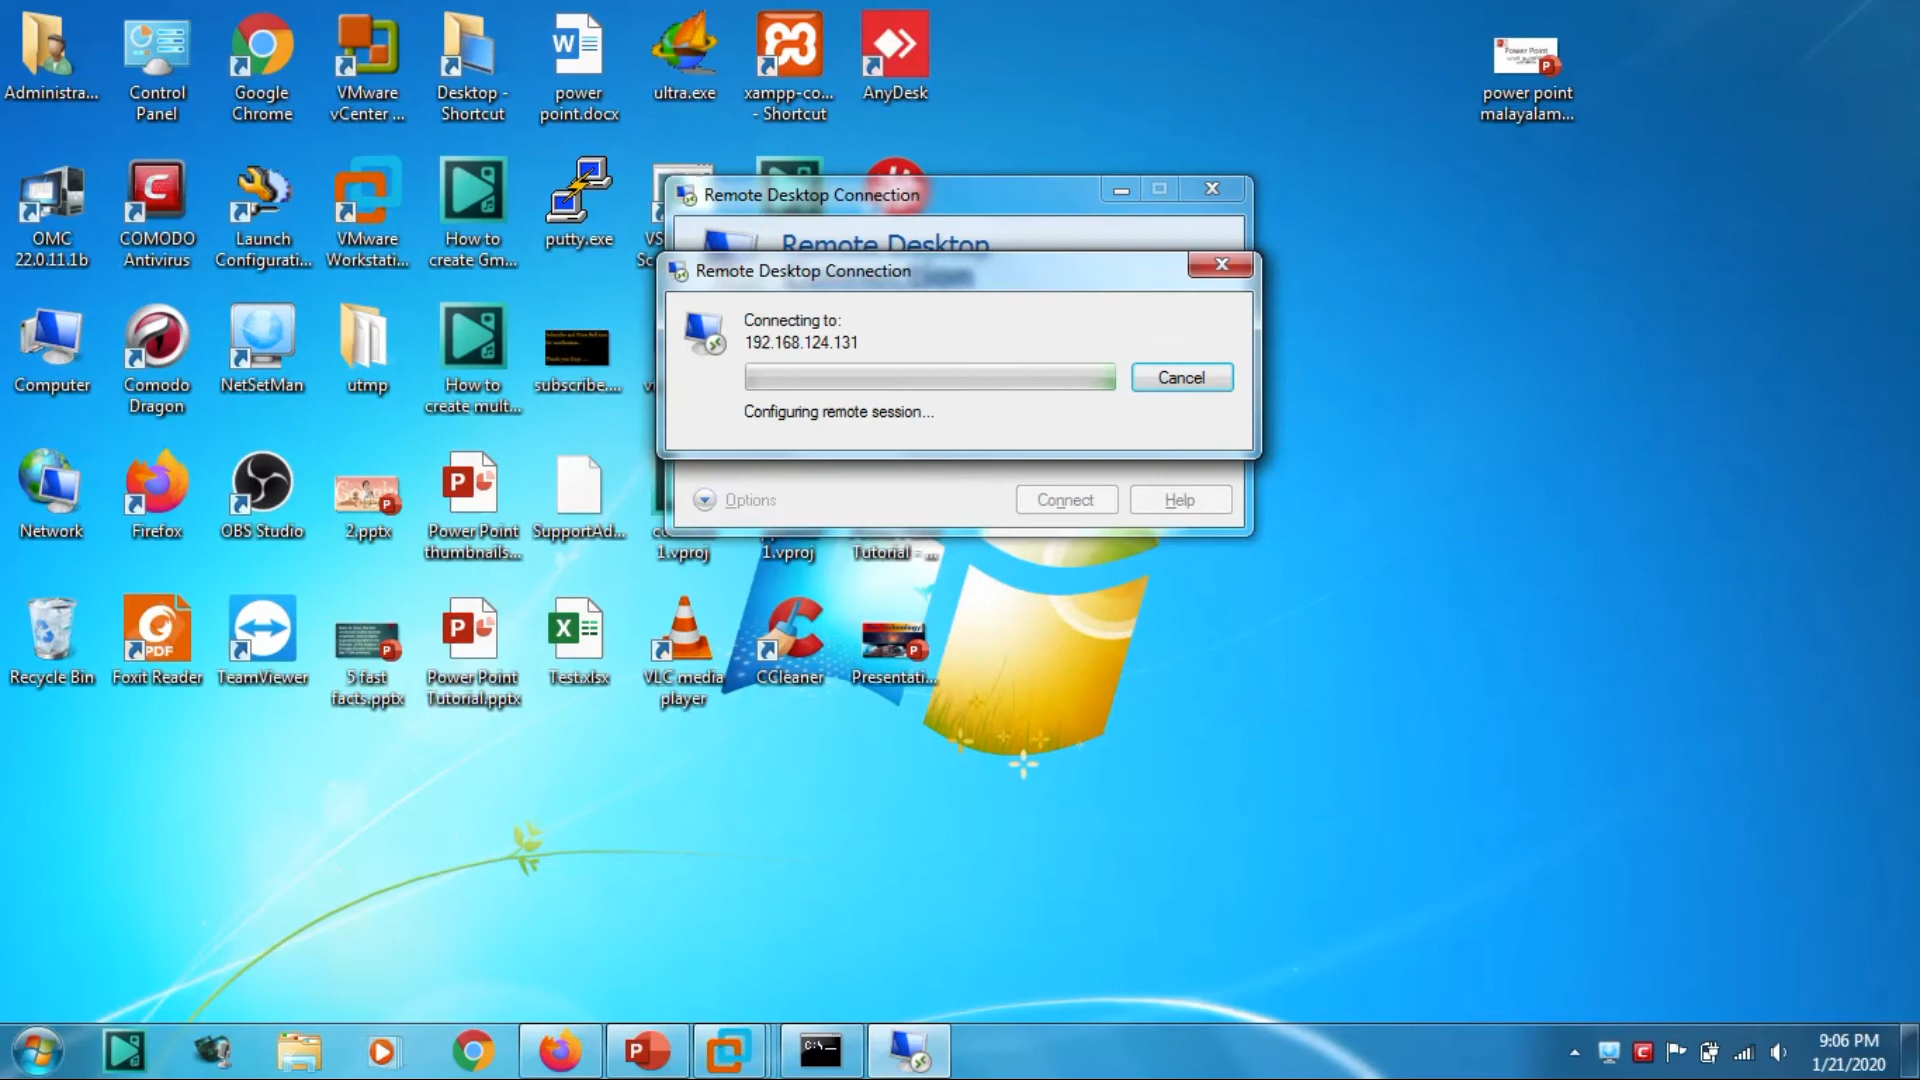 Administra...
Control
Panel
Google
Chrome
VMware
vCenter ...
Desktop -
Shortcut
power
point.docx
ultra.exe
xampp-co...
- Shortcut
AnyDesk
Power Point
power point
malayalam...
OMC
22.0.11.1b
COMODO
Antivirus
Launch
Configurati...
VMware
Workstati...
How to
create Gm...
putty.exe
VS
Sc
Remote Desktop Connection
Remote Desktop
Remote Desktop Connection
Connecting to:
192.168.124.131
Cancel
Configuring remote session...
Options
Connect
Help
Computer
Comodo
Dragon
NetSetMan
utmp
How to
create mult...
subscribe....
Network
Firefox
OBS Studio
2.pptx
Power Point
thumbnails...
SupportAd...
1.vproj
1.vproj
Tutorial - ...
Recycle Bin
PDF
Foxit Reader
TeamViewer
5 fast
facts.pptx
Power Point
Tutorial.pptx
Test.xlsx
VLC media
player
CCleaner
Presentati...
C:\_
9:06 PM
1/21/2020